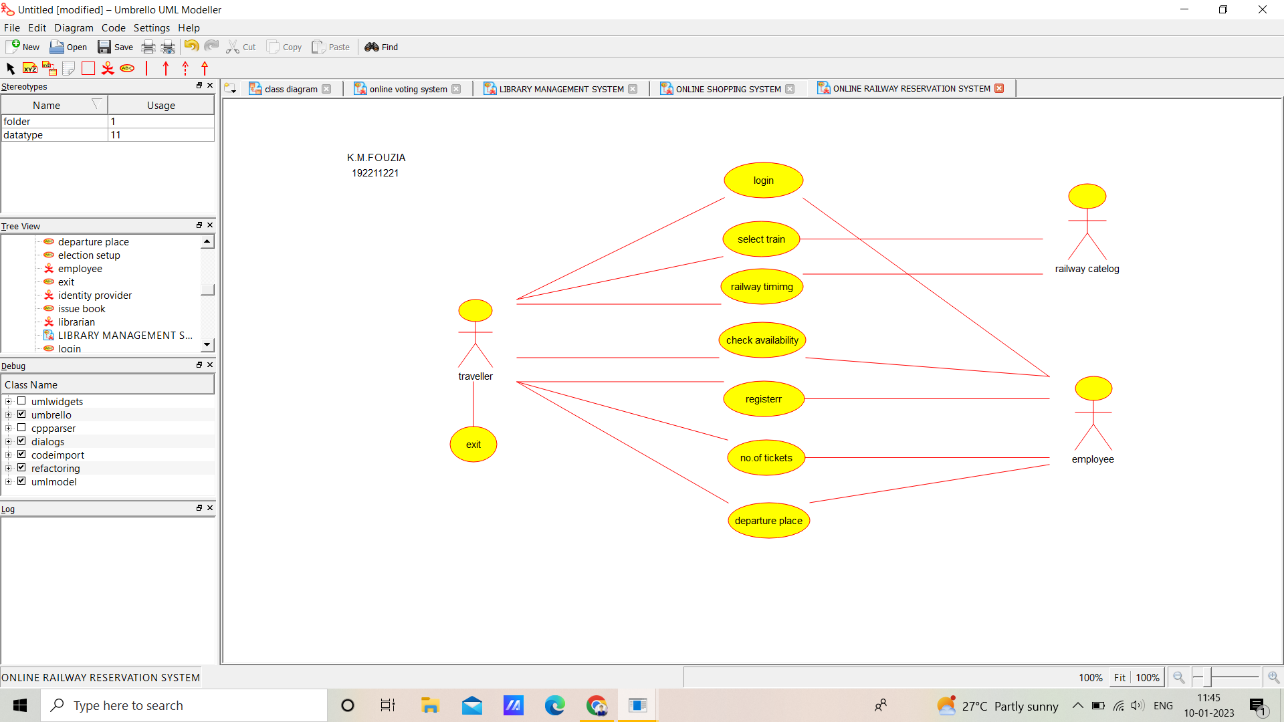 Untitled [modified] – Umbrello UML Modeller
File Edit Diagram Code Settings Help
New Open Save Cut Copy Paste Find
Stereotypes
Name Usage
folder 1
datatype 11
Tree View
departure place
election setup
employee
exit
identity provider
issue book
librarian
LIBRARY MANAGEMENT S...
login
Debug
Class Name
umlwidgets
umbrello
cppparser
dialogs
codeimport
refactoring
umlmodel
Log
class diagram
online voting system
LIBRARY MANAGEMENT SYSTEM
ONLINE SHOPPING SYSTEM
ONLINE RAILWAY RESERVATION SYSTEM
K.M.FOUZIA
192211221
login
select train
railway timimg
check availability
registerr
no of tickets
departure place
traveller
exit
railway catelog
employee
ONLINE RAILWAY RESERVATION SYSTEM
100% Fit 100%
Type here to search
27°C Partly sunny
ENG
11:45
10-01-2023
1